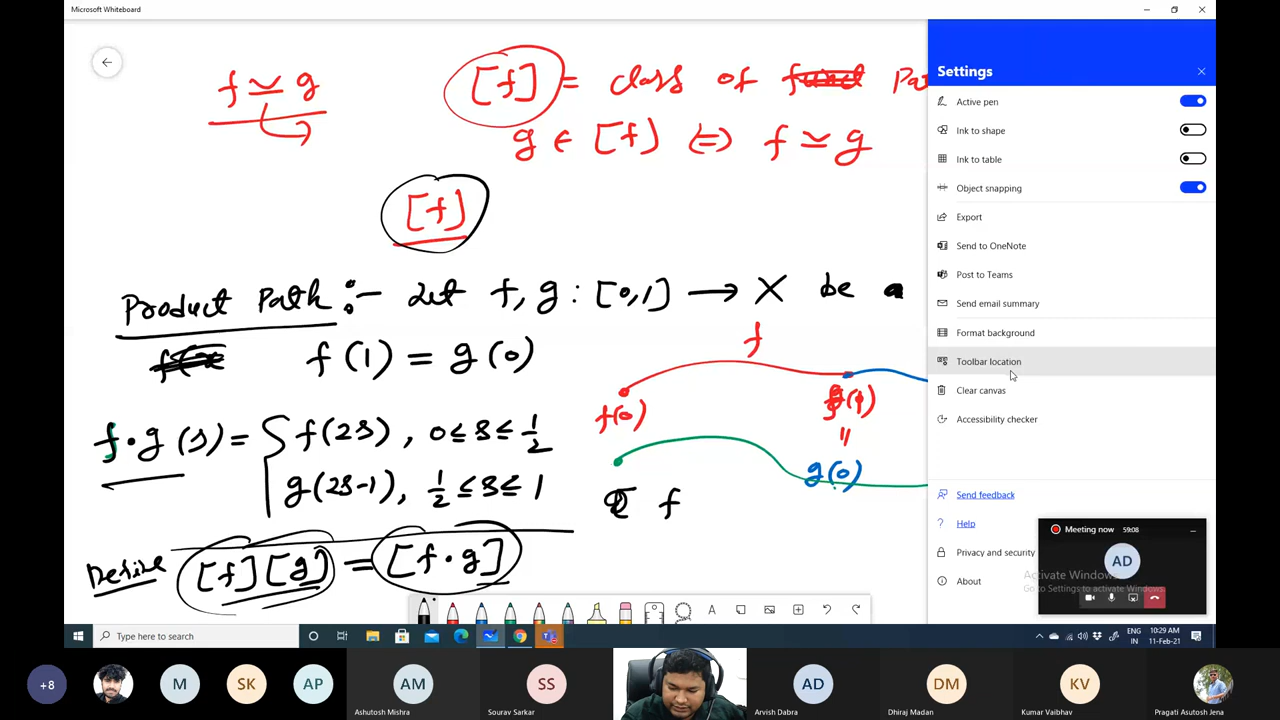 Microsoft Whiteboard
f ≃ g
[f] = class of Pat
g ∈ [f] ⇔ f ≃ g
[f]
Product Path :- Let f, g : [0,1] → X be a
f(1) = g(0)
f
f(0)
f(1)
=
g(0)
f·g (s) = { f(2s), 0 ≤ s ≤ 1/2
g(2s-1), 1/2 ≤ s ≤ 1
f
Define [f][g] = [f·g]
Settings
Active pen
Ink to shape
Ink to table
Object snapping
Export
Send to OneNote
Post to Teams
Send email summary
Format background
Toolbar location
Clear canvas
Accessibility checker
Send feedback
Help
Privacy and security
About
Meeting now 59:08
AD
Activate Windows
Go to Settings to activate Windows.
Type here to search
ENG
IN
10:29 AM
11-Feb-21
+8
M
SK
AP
AM
SS
AD
DM
KV
Ashutosh Mishra
Sourav Sarkar
Arvish Dabra
Dhiraj Madan
Kumar Vaibhav
Pragati Asutosh Jena